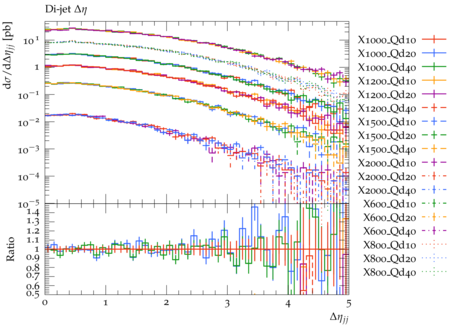 Di-jet Δη
dσ/dΔη_jj [pb]
10^1
1
10^−1
10^−2
10^−3
10^−4
10^−5
X1000_Qd10
X1000_Qd20
X1000_Qd40
X1200_Qd10
X1200_Qd20
X1200_Qd40
X1500_Qd10
X1500_Qd20
X1500_Qd40
X2000_Qd10
X2000_Qd20
X2000_Qd40
X600_Qd10
X600_Qd20
X600_Qd40
X800_Qd10
X800_Qd20
X800_Qd40
Ratio
1.4
1.3
1.2
1.1
1
0.9
0.8
0.7
0.6
0.5
0 1 2 3 4 5
Δη_jj